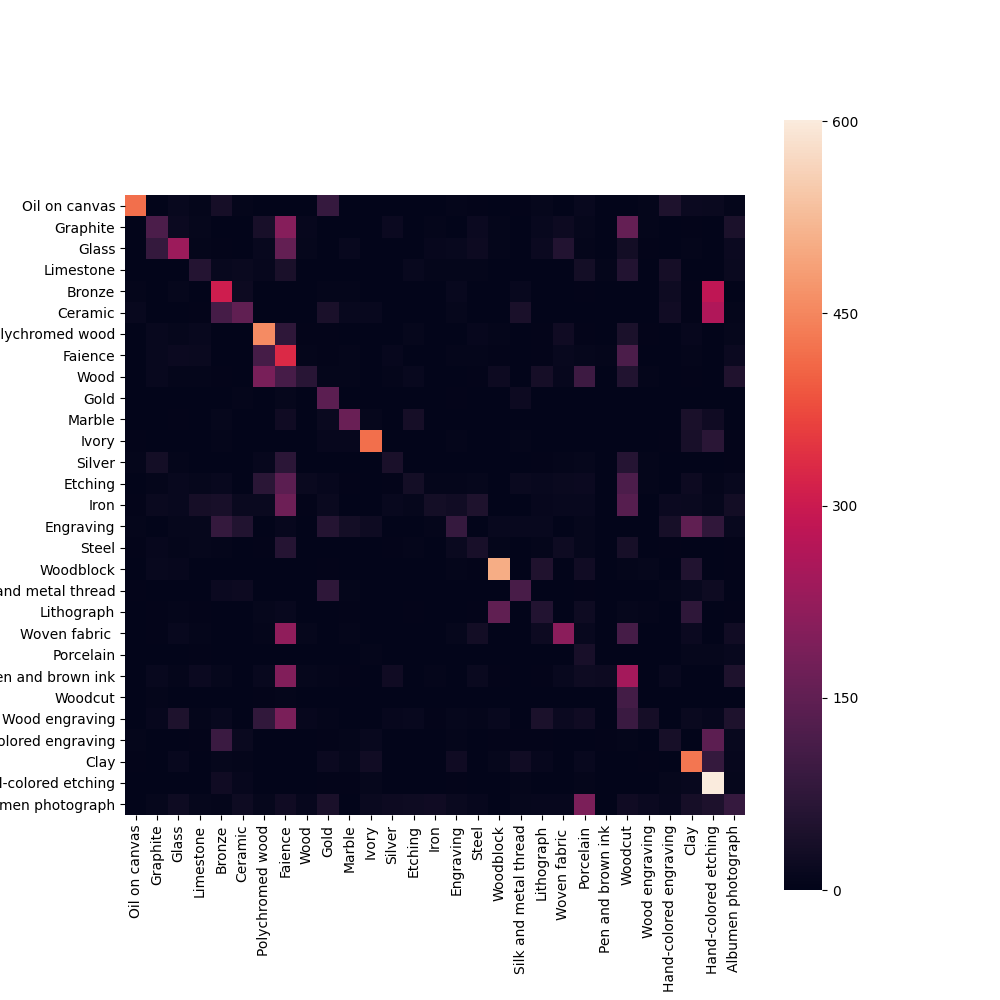 600
450
300
150
0
Oil on canvas
Graphite
Glass
Limestone
Bronze
Ceramic
lychromed wood
Faience
Wood
Gold
Marble
Ivory
Silver
Etching
Iron
Engraving
Steel
Woodblock
and metal thread
Lithograph
Woven fabric
Porcelain
en and brown ink
Woodcut
Wood engraving
olored engraving
Clay
d-colored etching
men photograph
Oil on canvas
Graphite
Glass
Limestone
Bronze
Ceramic
Polychromed wood
Faience
Wood
Gold
Marble
Ivory
Silver
Etching
Iron
Engraving
Steel
Woodblock
Silk and metal thread
Lithograph
Woven fabric
Porcelain
Pen and brown ink
Woodcut
Wood engraving
Hand-colored engraving
Clay
Hand-colored etching
Albumen photograph